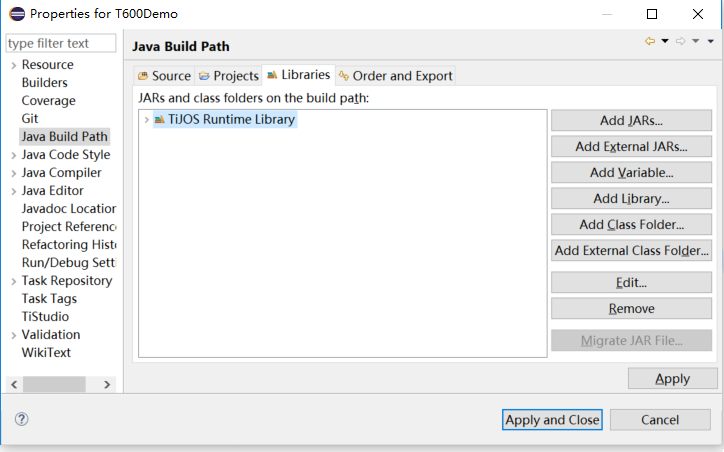 Properties for T600Demo
type filter text
Resource
Builders
Coverage
Git
Java Build Path
Java Code Style
Java Compiler
Java Editor
Javadoc Location
Project Reference
Refactoring Histo
Run/Debug Setti
Task Repository
Task Tags
TiStudio
Validation
WikiText
Java Build Path
Source Projects Libraries Order and Export
JARs and class folders on the build path:
TiJOS Runtime Library
Add JARs...
Add External JARs...
Add Variable...
Add Library...
Add Class Folder...
Add External Class Folder...
Edit...
Remove
Migrate JAR File...
Apply
Apply and Close Cancel